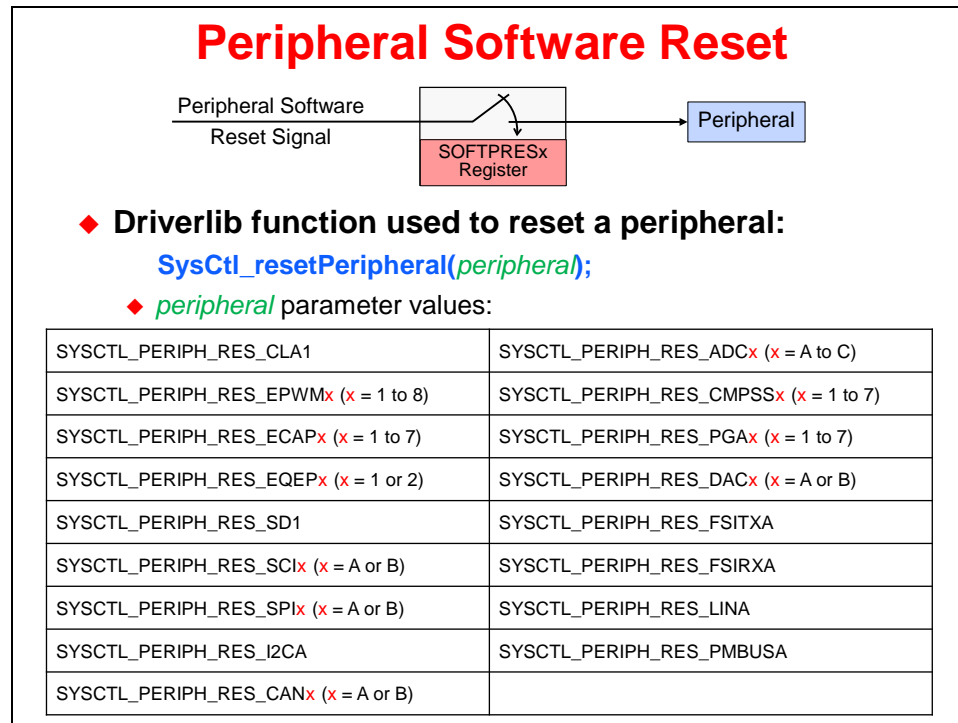 Peripheral Software Reset
Peripheral Software
Reset Signal
SOFTPRESx
Register
Peripheral
Driverlib function used to reset a peripheral:
SysCtl_resetPeripheral(peripheral);
peripheral parameter values:
SYSCTL_PERIPH_RES_CLA1
SYSCTL_PERIPH_RES_ADCx (x = A to C)
SYSCTL_PERIPH_RES_EPWMx (x = 1 to 8)
SYSCTL_PERIPH_RES_CMPSSx (x = 1 to 7)
SYSCTL_PERIPH_RES_ECAPx (x = 1 to 7)
SYSCTL_PERIPH_RES_PGAx (x = 1 to 7)
SYSCTL_PERIPH_RES_EQEPx (x = 1 or 2)
SYSCTL_PERIPH_RES_DACx (x = A or B)
SYSCTL_PERIPH_RES_SD1
SYSCTL_PERIPH_RES_FSITXA
SYSCTL_PERIPH_RES_SCIx (x = A or B)
SYSCTL_PERIPH_RES_FSIRXA
SYSCTL_PERIPH_RES_SPIx (x = A or B)
SYSCTL_PERIPH_RES_LINA
SYSCTL_PERIPH_RES_I2CA
SYSCTL_PERIPH_RES_PMBUSA
SYSCTL_PERIPH_RES_CANx (x = A or B)